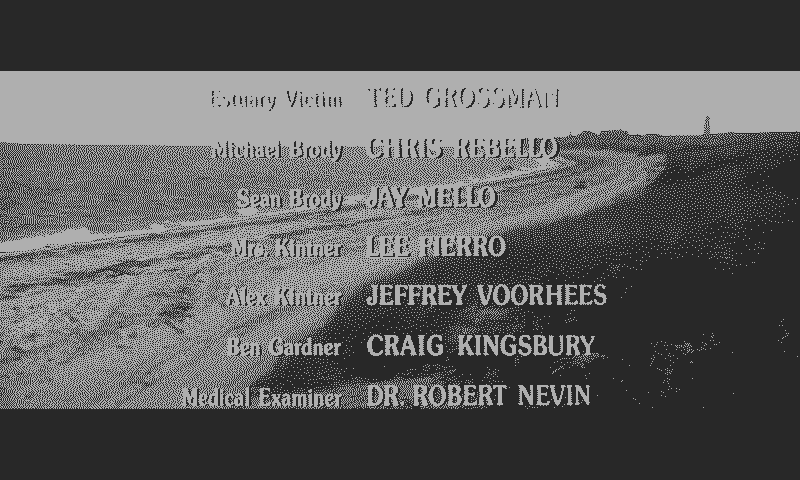 Estuary Victim TED GROSSMAN
Michael Brody CHRIS REBELLO
Sean Brody JAY MELLO
Mrs. Kintner LEE FIERRO
Alex Kintner JEFFREY VOORHEES
Ben Gardner CRAIG KINGSBURY
Medical Examiner DR. ROBERT NEVIN